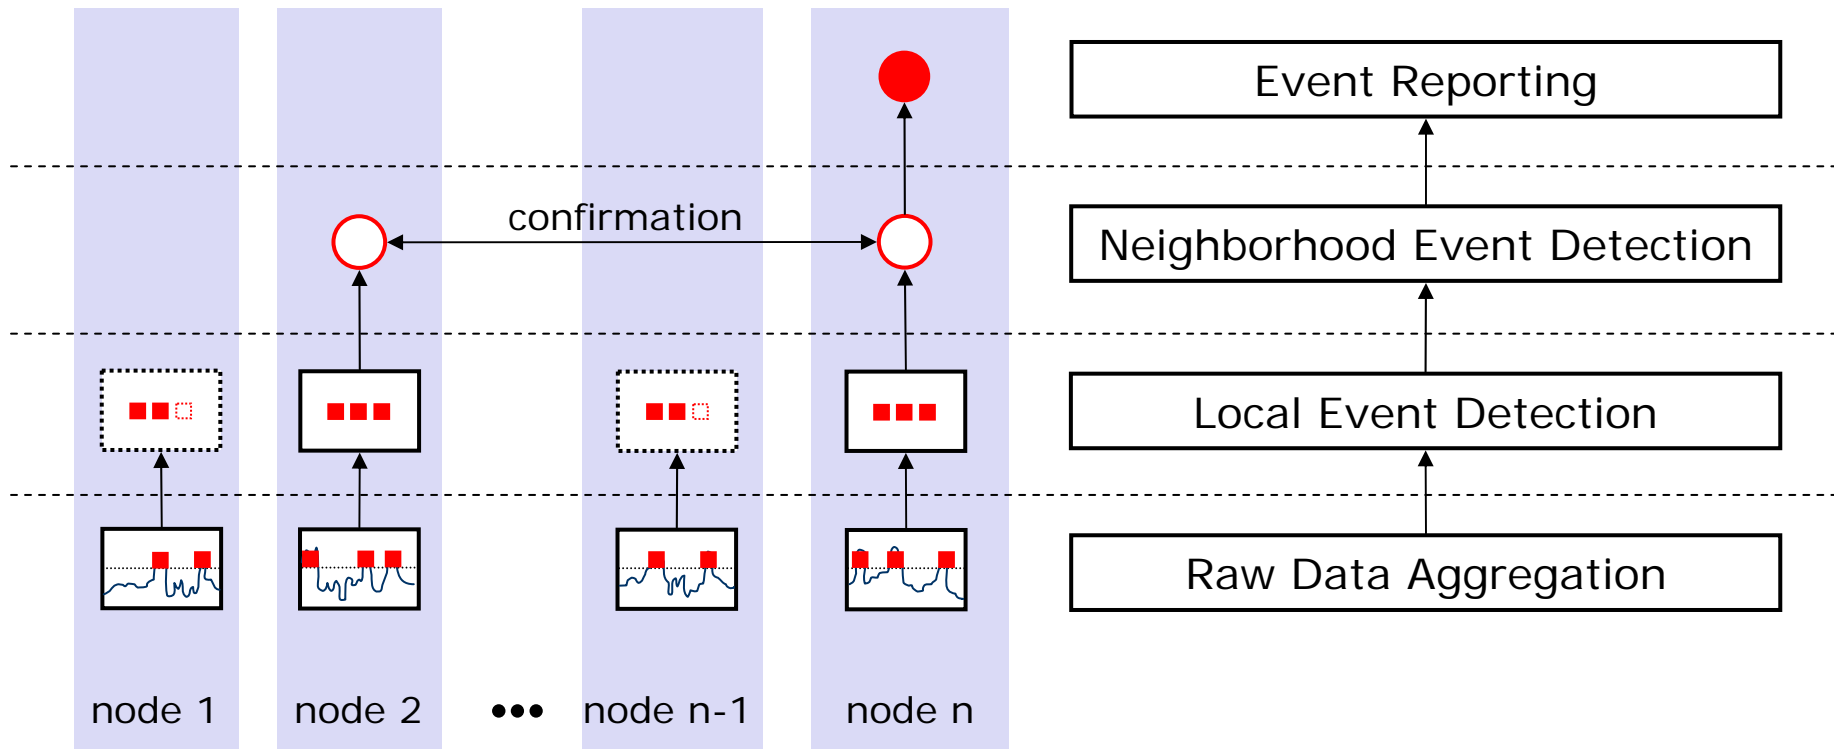 Event Reporting
confirmation
Neighborhood Event Detection
Local Event Detection
Raw Data Aggregation
node 1
node 2
•••
node n-1
node n